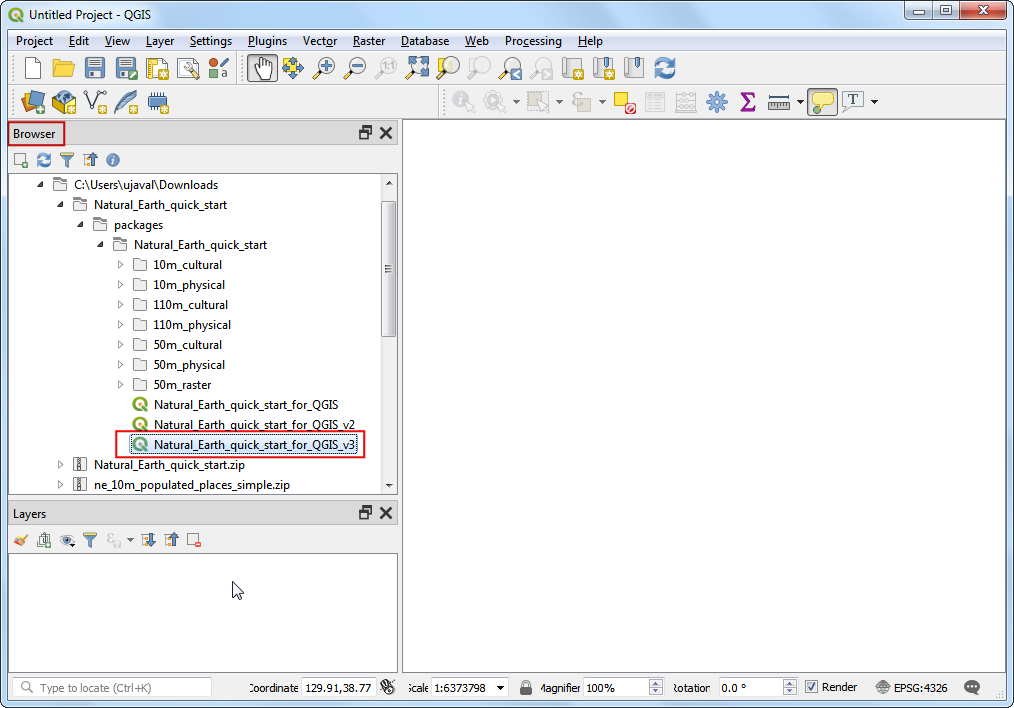 Untitled Project - QGIS
Project Edit View Layer Settings Plugins Vector Raster Database Web Processing Help
1:1
a
T
Browser
C:\Users\ujaval\Downloads
Natural_Earth_quick_start
packages
Natural_Earth_quick_start
10m_cultural
10m_physical
110m_cultural
110m_physical
50m_cultural
50m_physical
50m_raster
Natural_Earth_quick_start_for_QGIS
Natural_Earth_quick_start_for_QGIS_v2
Natural_Earth_quick_start_for_QGIS_v3
Natural_Earth_quick_start.zip
ne_10m_populated_places_simple.zip
Layers
Type to locate (Ctrl+K) Coordinate 129.91,38.77 Scale 1:6373798 Magnifier 100% Rotation 0.0 ° Render EPSG:4326